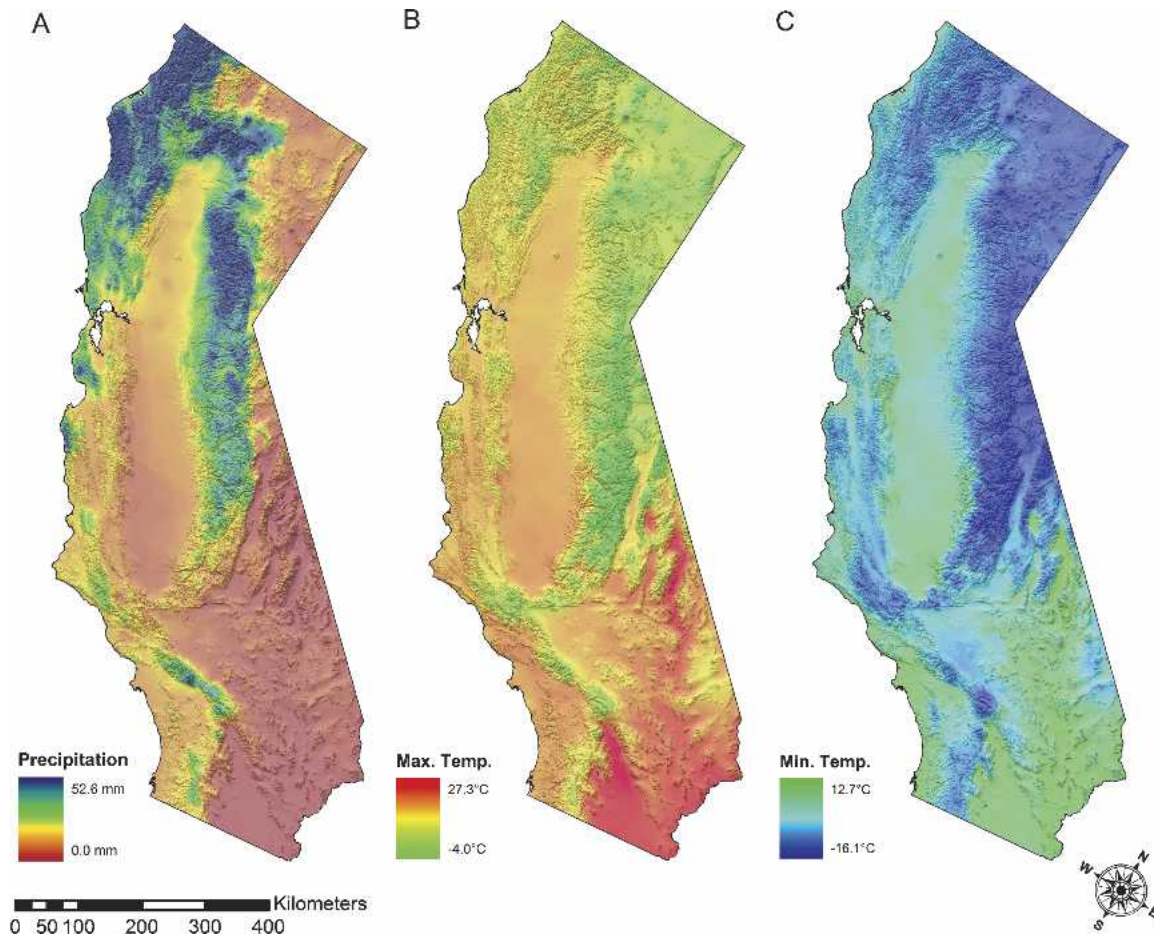 A
B
C
Precipitation
52.6 mm
0.0 mm
Max. Temp.
27.3°C
-4.0°C
Min. Temp.
12.7°C
-16.1°C
Kilometers
0 50 100 200 300 400
N
W
E
S